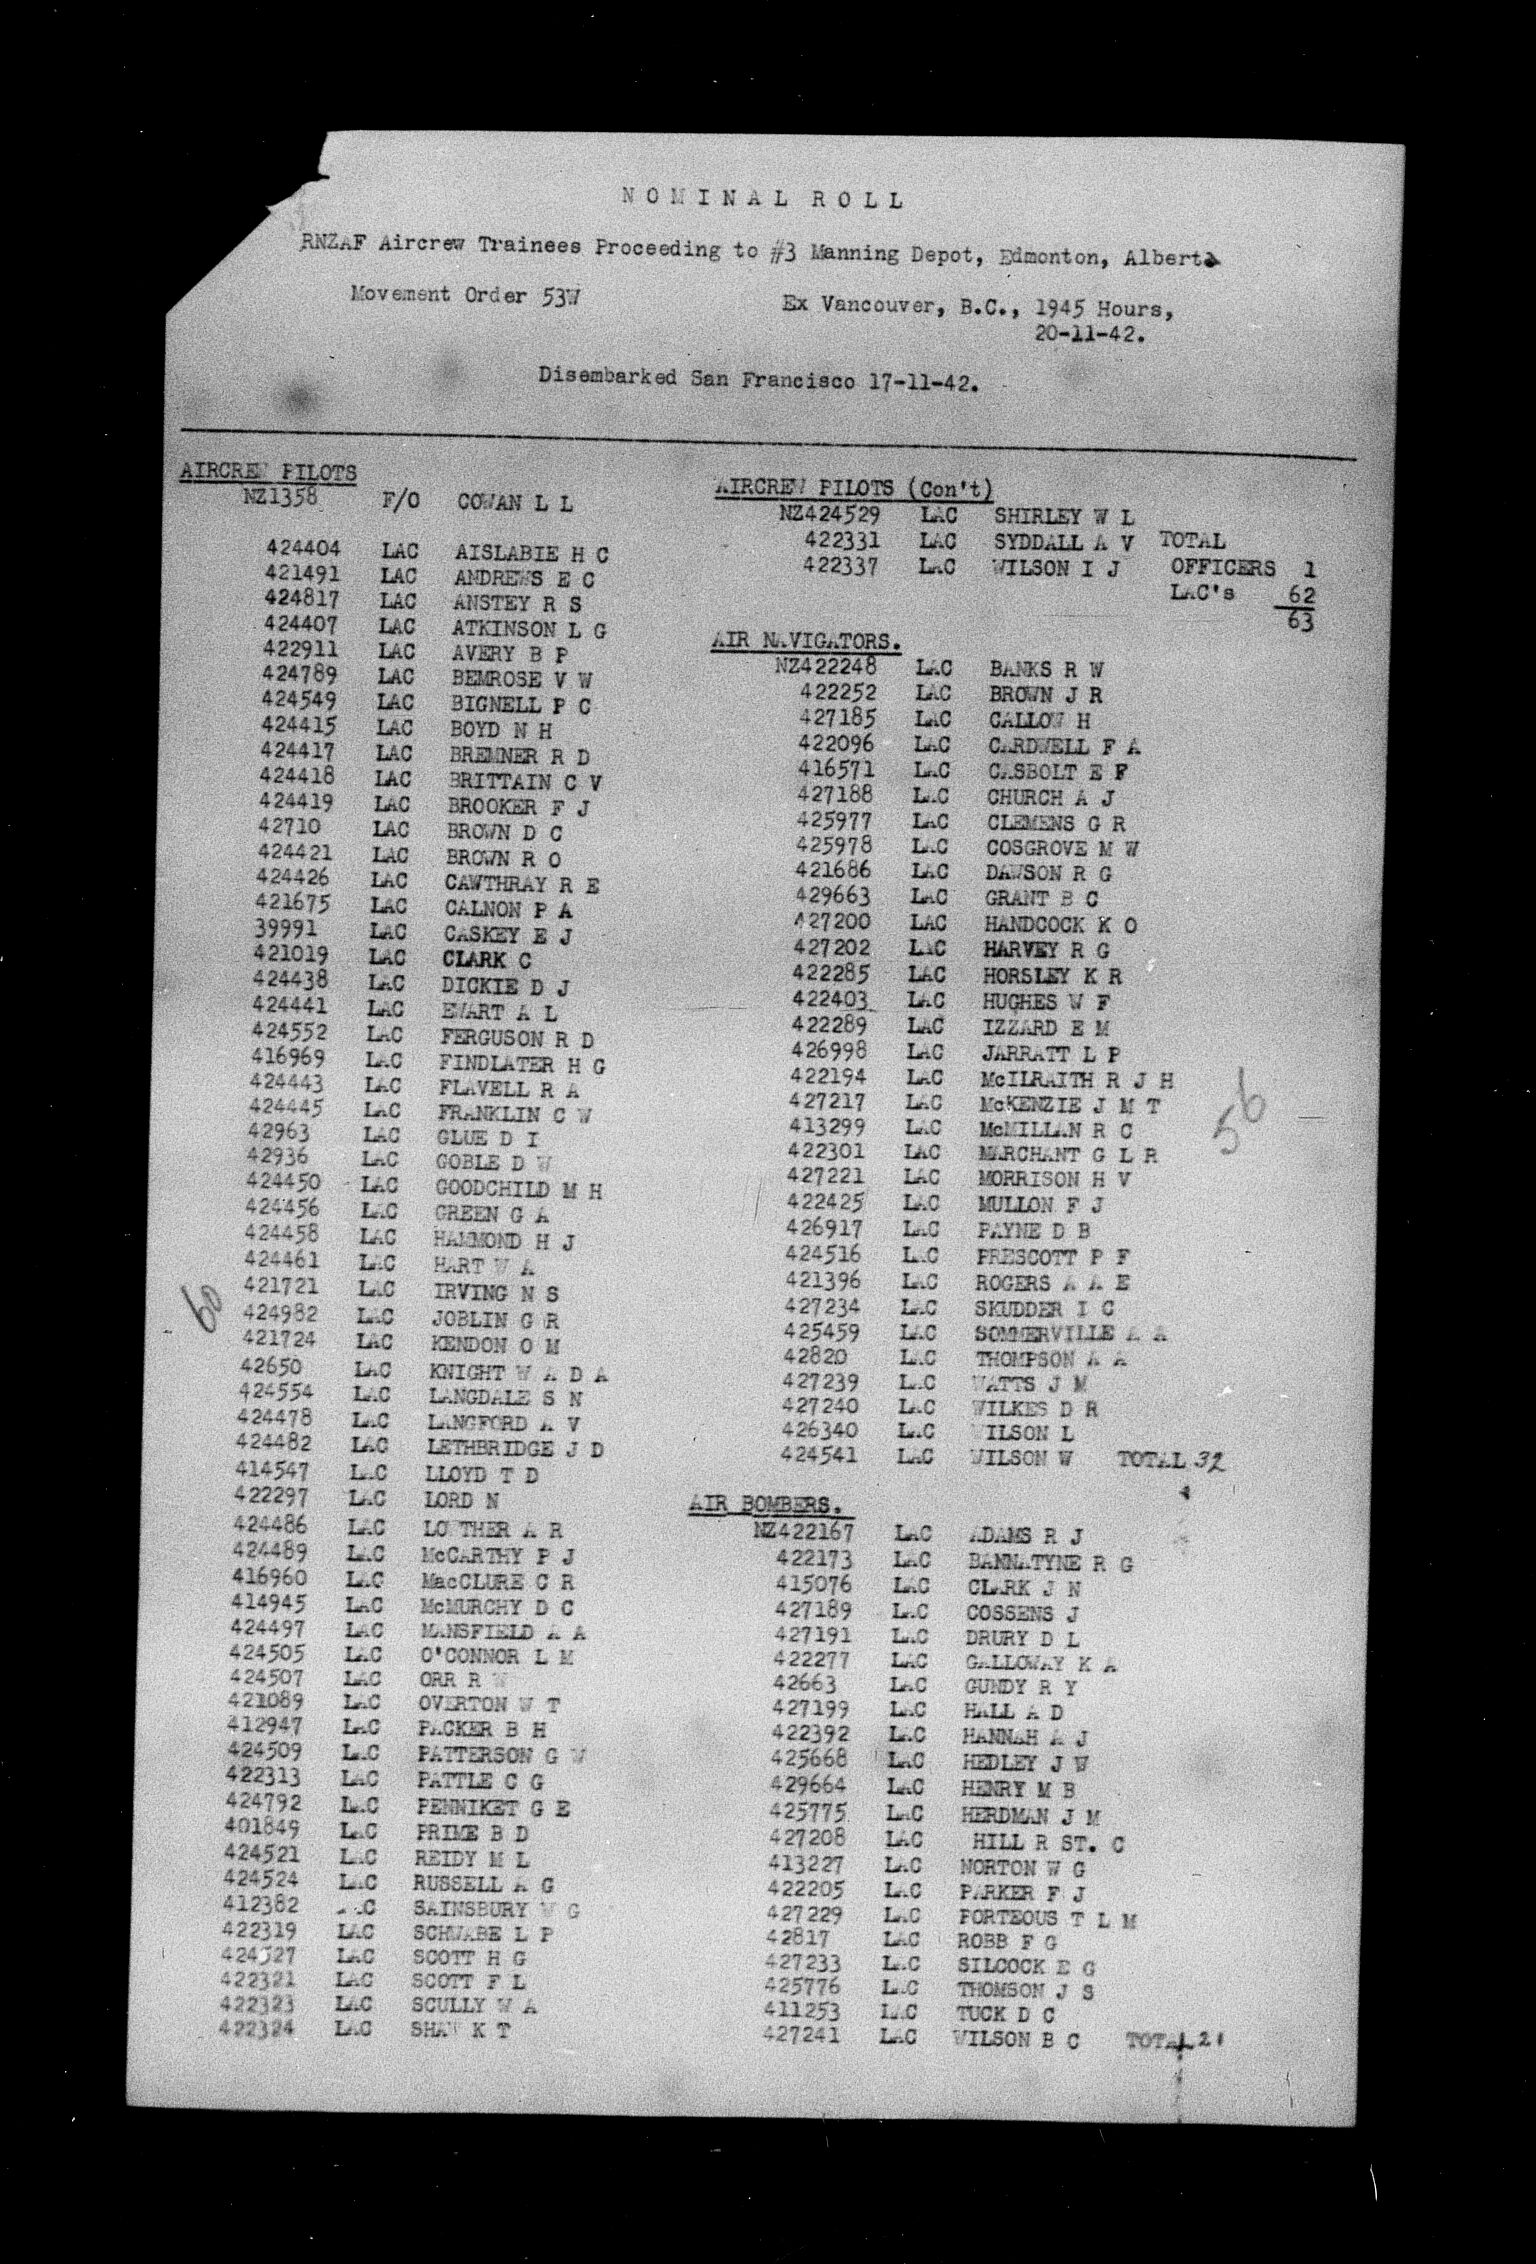 NOMINAL ROLL
RNZAF Aircrew Trainees Proceeding to #3 Manning Depot, Edmonton, Alberta
Movement Order 53W
Ex Vancouver, B.C., 1945 Hours,
20-11-42.
Disembarked San Francisco 17-11-42.
AIRCREW PILOTS
NZ1358 F/O COWAN L L
424404 LAC AISLABIE H C
421491 LAC ANDREWS E C
424817 LAC ANSTEY R S
424407 LAC ATKINSON L G
422911 LAC AVERY B P
424789 LAC BEMROSE V W
424549 LAC BIGNELL P C
424415 LAC BOYD N H
424417 LAC BREMNER R D
424418 LAC BRITTAIN C V
424419 LAC BROOKER F J
42710 LAC BROWN D C
424421 LAC BROWN R O
424426 LAC CAWTHRAY R E
421675 LAC CALNON P A
39991 LAC CASKEY E J
421019 LAC CLARK C
424438 LAC DICKIE D J
424441 LAC EWART A L
424552 LAC FERGUSON R D
416969 LAC FINDLATER H G
424443 LAC FLAVELL R A
424445 LAC FRANKLIN C W
42963 LAC GLUE D I
42936 LAC GOBLE D W
424450 LAC GOODCHILD M H
424456 LAC GREEN G A
424458 LAC HAMMOND H J
424461 LAC HART W A
421721 LAC IRVING N S
424982 LAC JOBLIN G R
421724 LAC KENDON O M
42650 LAC KNIGHT W A D A
424554 LAC LANGDALE S N
424478 LAC LANGFORD A V
424482 LAC LETHBRIDGE J D
414547 LAC LLOYD T D
422297 LAC LORD N
424486 LAC LOWTHER A R
424489 LAC McCARTHY P J
416960 LAC MacCLURE C R
414945 LAC McMURCHY D C
424497 LAC MANSFIELD A A
424505 LAC O'CONNOR L M
424507 LAC ORR R W
421089 LAC OVERTON W T
412947 LAC PACKER B H
424509 LAC PATTERSON G W
422313 LAC PATTLE C G
424792 LAC PENNIKET G E
401849 LAC PRIME B D
424521 LAC REIDY M L
424524 LAC RUSSELL A G
412382 LAC SAINSBURY W G
422319 LAC SCHWABE L P
424527 LAC SCOTT H G
422321 LAC SCOTT F L
422323 LAC SCULLY W A
422324 LAC SHAW K T
60
AIRCREW PILOTS (Con't)
NZ424529 LAC SHIRLEY W L
422331 LAC SYDDALL A V TOTAL
422337 LAC WILSON I J OFFICERS 1
LAC's 62
63
AIR NAVIGATORS.
NZ422248 LAC BANKS R W
422252 LAC BROWN J R
427185 LAC CALLOW H
422096 LAC CARDWELL F A
416571 LAC CASBOLT E F
427188 LAC CHURCH A J
425977 LAC CLEMENS G R
425978 LAC COSGROVE M W
421686 LAC DAWSON R G
429663 LAC GRANT B C
427200 LAC HANDCOCK K O
427202 LAC HARVEY R G
422285 LAC HORSLEY K R
422403 LAC HUGHES W F
422289 LAC IZZARD E M
426998 LAC JARRATT L P
422194 LAC McILRAITH R J H
427217 LAC McKENZIE J M T
413299 LAC McMILLAN R C
422301 LAC MARCHANT G L R
427221 LAC MORRISON H V
422425 LAC MULLON F J
426917 LAC PAYNE D B
424516 LAC PRESCOTT P F
421396 LAC ROGERS A A E
427234 LAC SKUDDER I C
425459 LAC SOMMERVILLE A A
42820 LAC THOMPSON A A
427239 LAC WATTS J M
427240 LAC WILKES D R
426340 LAC WILSON L
424541 LAC WILSON W TOTAL 32
56
AIR BOMBERS.
NZ422167 LAC ADAMS R J
422173 LAC BANNATYNE R G
415076 LAC CLARK J N
427189 LAC COSSENS J
427191 LAC DRURY D L
422277 LAC GALLOWAY K A
42663 LAC GUNDY R Y
427199 LAC HALL A D
422392 LAC HANNAH A J
425668 LAC HEDLEY J W
429664 LAC HENRY M B
425775 LAC HERDMAN J M
427208 LAC HILL R ST. C
413227 LAC NORTON W G
422205 LAC PARKER F J
427229 LAC PORTEOUS T L M
42817 LAC ROBB F G
427233 LAC SILCOCK E G
425776 LAC THOMSON J S
411253 LAC TUCK D C
427241 LAC WILSON B C TOTAL 21